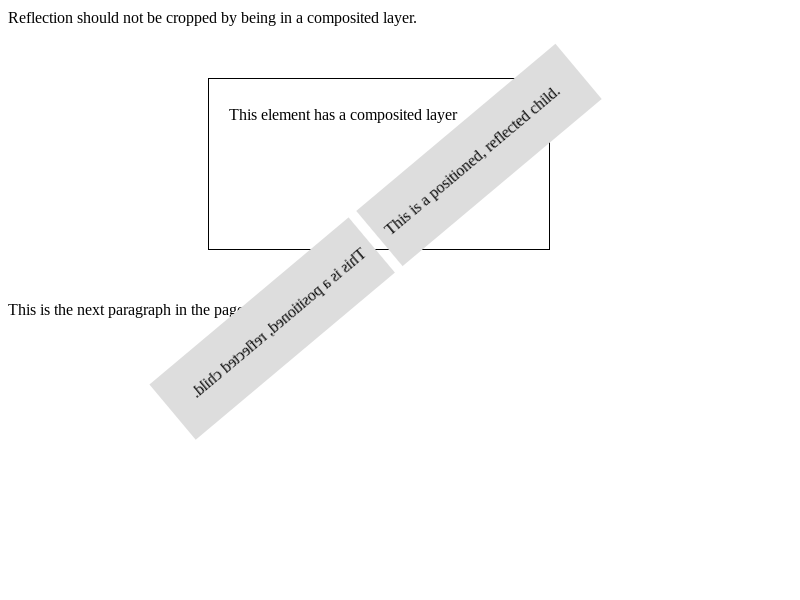 Reflection should not be cropped by being in a composited layer.
This element has a composited layer
This is a positioned, reflected child.
This is a positioned, reflected child.
This is the next paragraph in the page